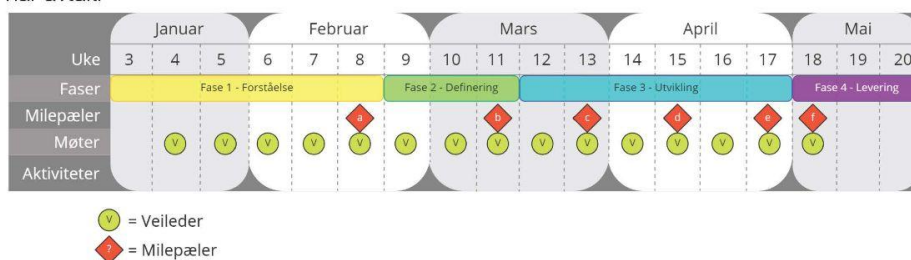 Januar Februar Mars April Mai
Uke 3 4 5 6 7 8 9 10 11 12 13 14 15 16 17 18 19 20
Faser Fase 1 - Forståelse Fase 2 - Definering Fase 3 - Utvikling Fase 4 - Levering
Milepæler a b c d e f
Møter V V V V V V V V V V V V V V V
Aktiviteter
V = Veileder
? = Milepæler